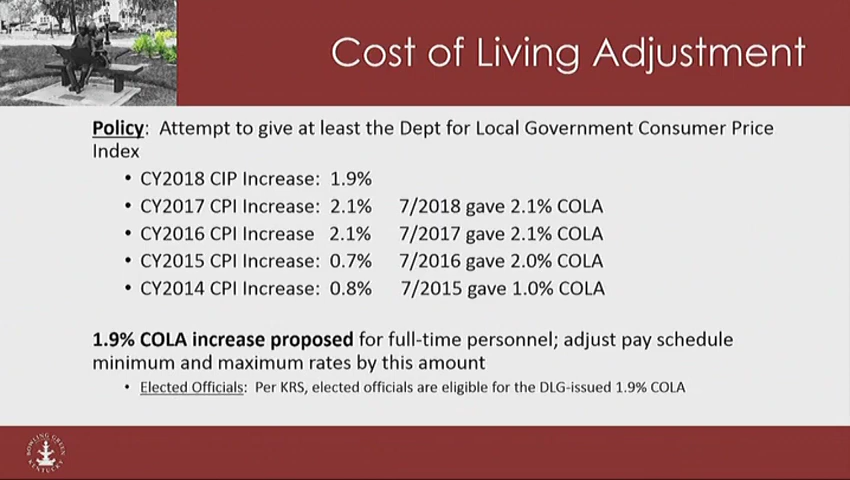 Cost of Living Adjustment
Policy: Attempt to give at least the Dept for Local Government Consumer Price
Index
• CY2018 CIP Increase: 1.9%
• CY2017 CPI Increase: 2.1% 7/2018 gave 2.1% COLA
• CY2016 CPI Increase 2.1% 7/2017 gave 2.1% COLA
• CY2015 CPI Increase: 0.7% 7/2016 gave 2.0% COLA
• CY2014 CPI Increase: 0.8% 7/2015 gave 1.0% COLA
1.9% COLA increase proposed for full-time personnel; adjust pay schedule
minimum and maximum rates by this amount
• Elected Officials: Per KRS, elected officials are eligible for the DLG-issued 1.9% COLA
BOWLING GREEN
KENTUCKY